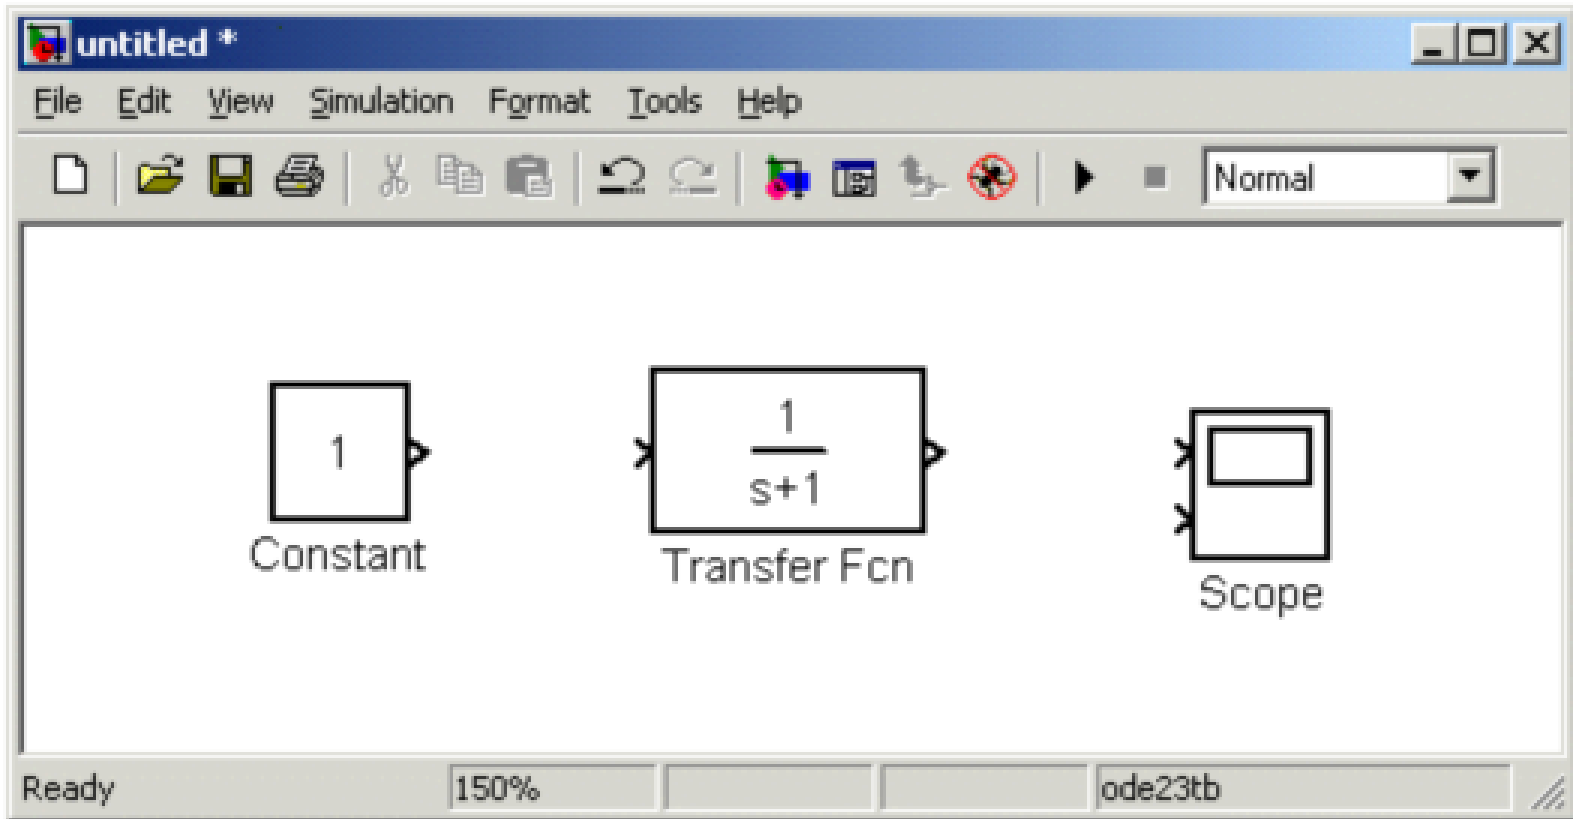 untitled *
File Edit View Simulation Format Tools Help
Normal
1
1
s+1
Constant
Transfer Fcn
Scope
Ready 150% ode23tb